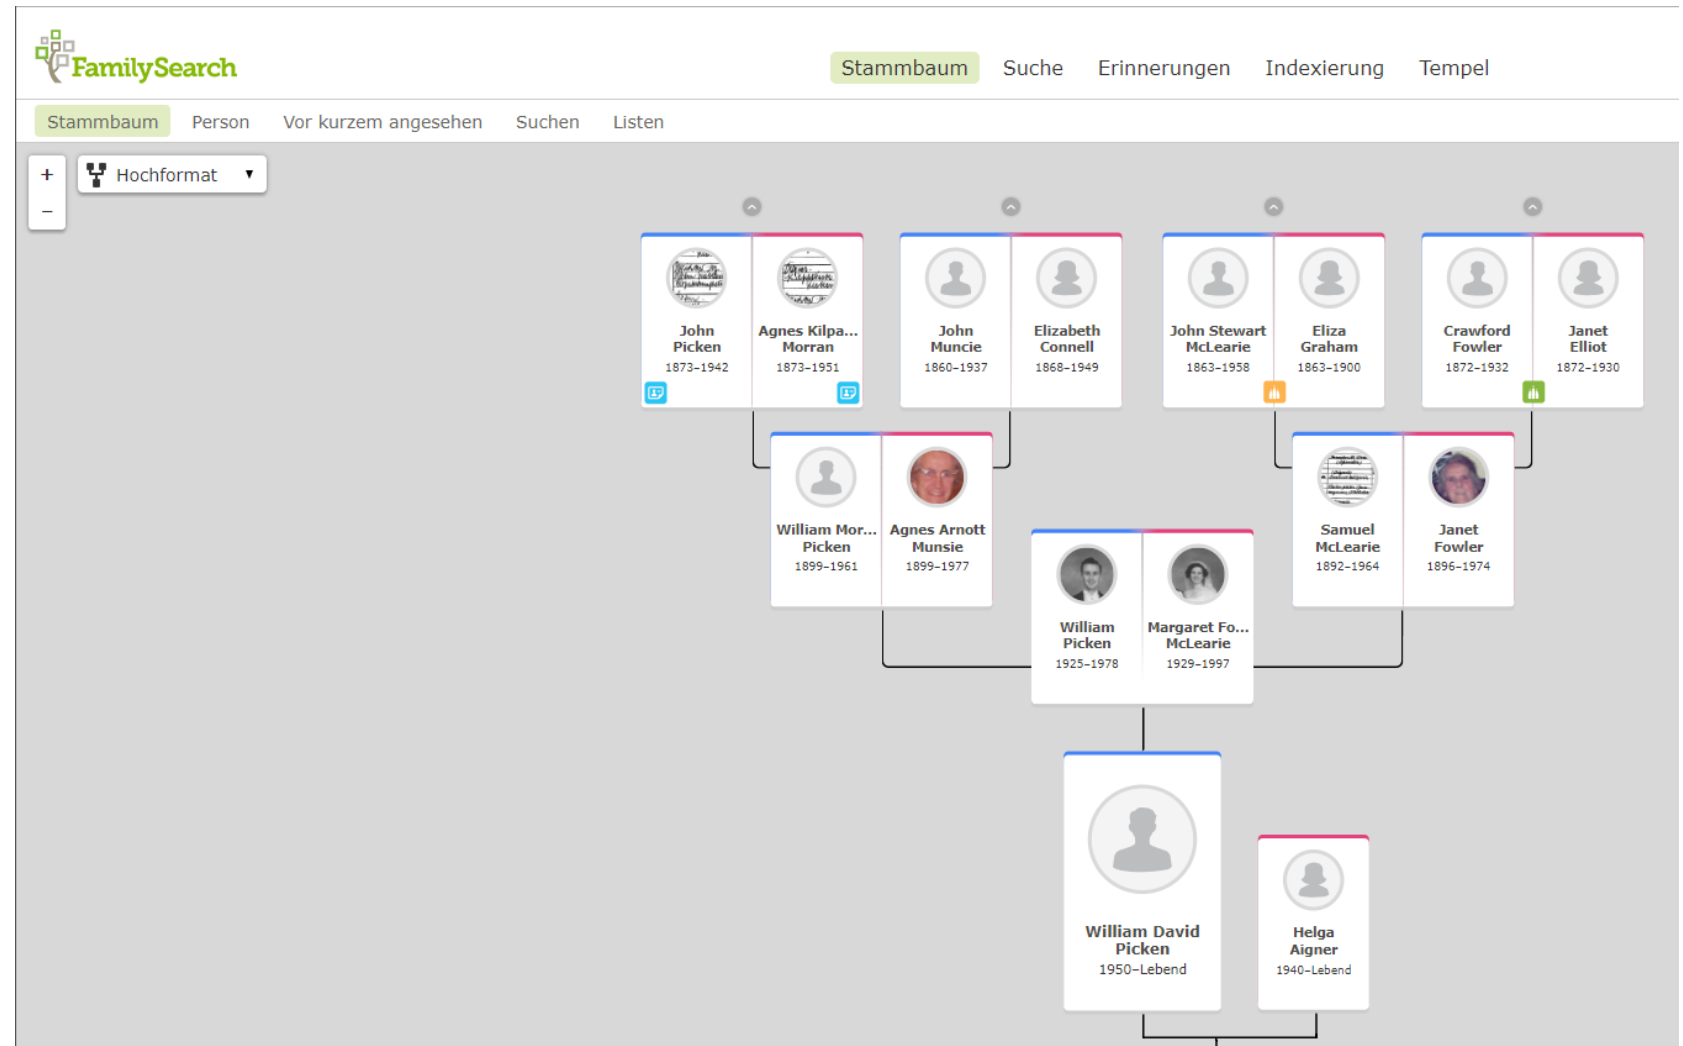 FamilySearch
Stammbaum Suche Erinnerungen Indexierung Tempel
Stammbaum Person Vor kurzem angesehen Suchen Listen
+
Hochformat
−
John
Picken
1873–1942
Agnes Kilpa...
Morran
1873–1951
John
Muncie
1860–1937
Elizabeth
Connell
1868–1949
John Stewart
McLearie
1863–1958
Eliza
Graham
1863–1900
Crawford
Fowler
1872–1932
Janet
Elliot
1872–1930
William Mor...
Picken
1899–1961
Agnes Arnott
Munsie
1899–1977
Samuel
McLearie
1892–1964
Janet
Fowler
1896–1974
William
Picken
1925–1978
Margaret Fo...
McLearie
1929–1997
William David
Picken
1950–Lebend
Helga
Aigner
1940–Lebend